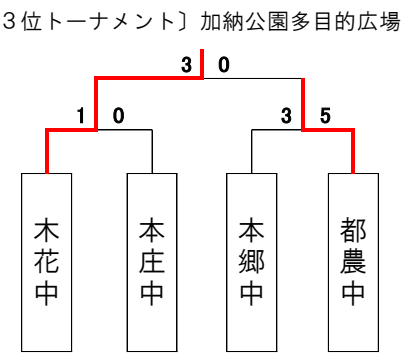 ３位トーナメント〕加納公園多目的広場
3 0
1 0 3 5
木花中 本庄中 本郷中 都農中